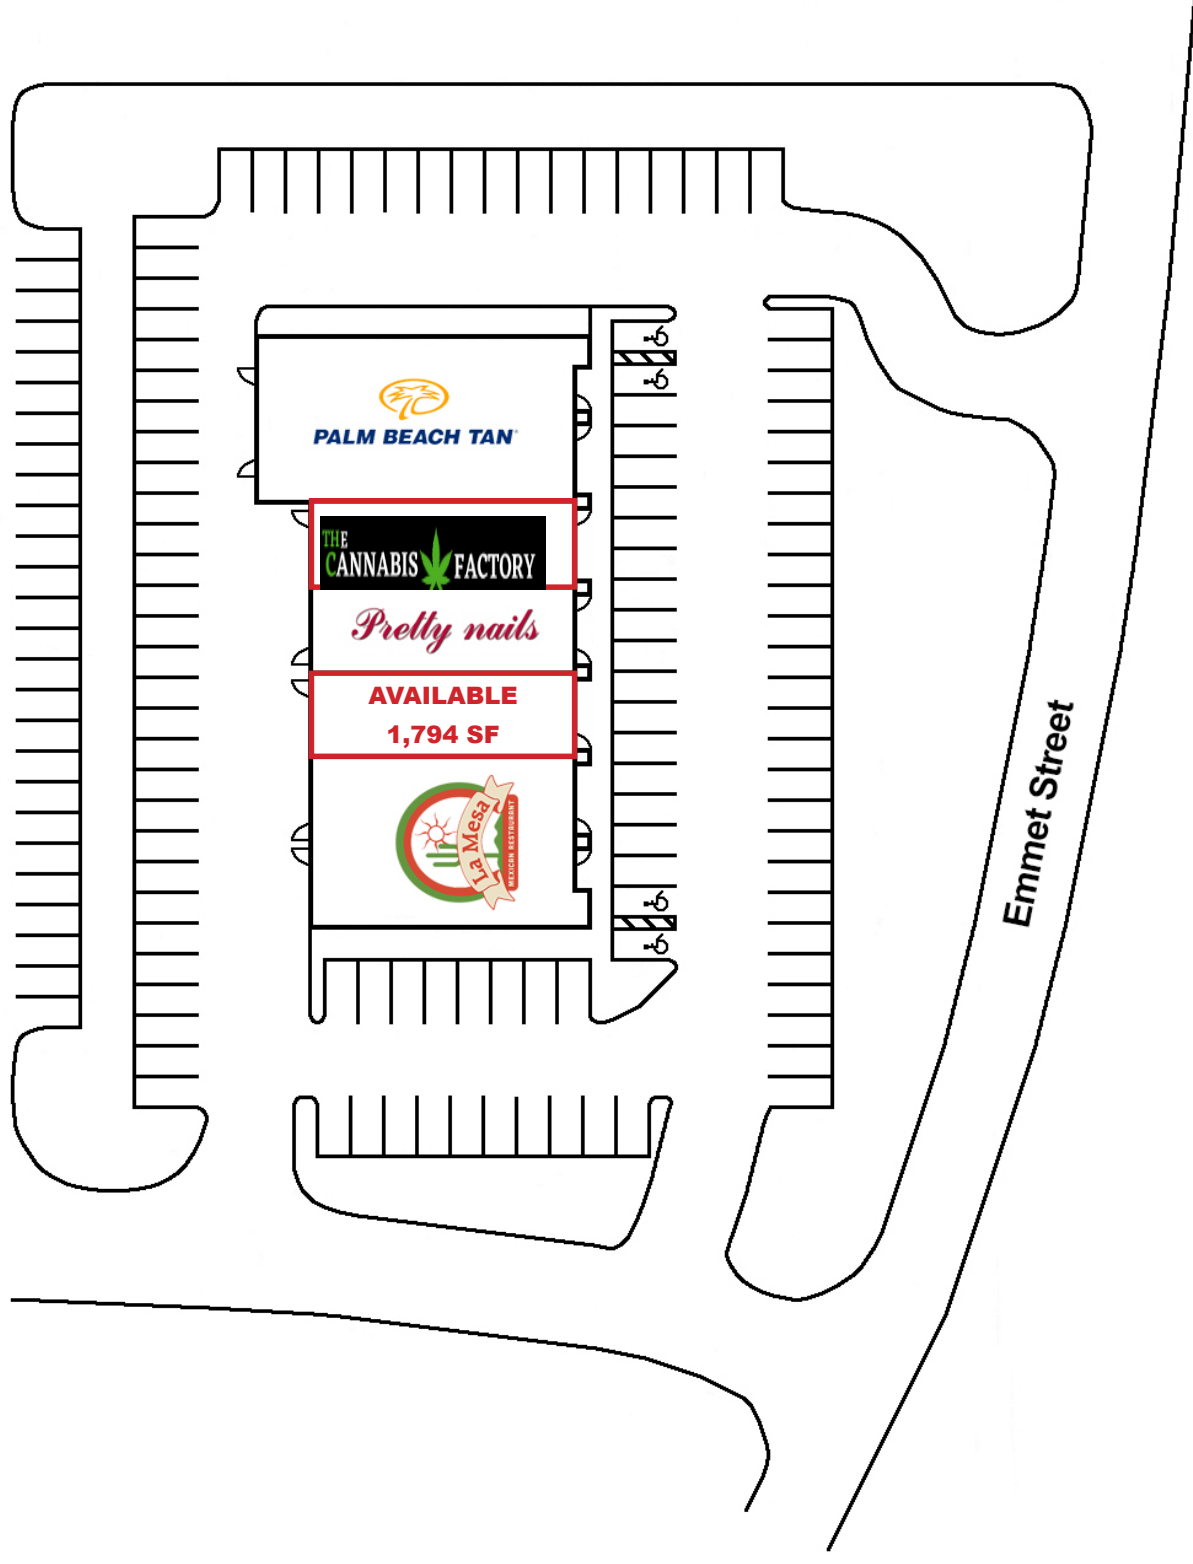 PALM BEACH TAN
THE
CANNABIS FACTORY
Pretty nails
AVAILABLE
1,794 SF
La Mesa
MEXICAN RESTAURANT
Emmet Street